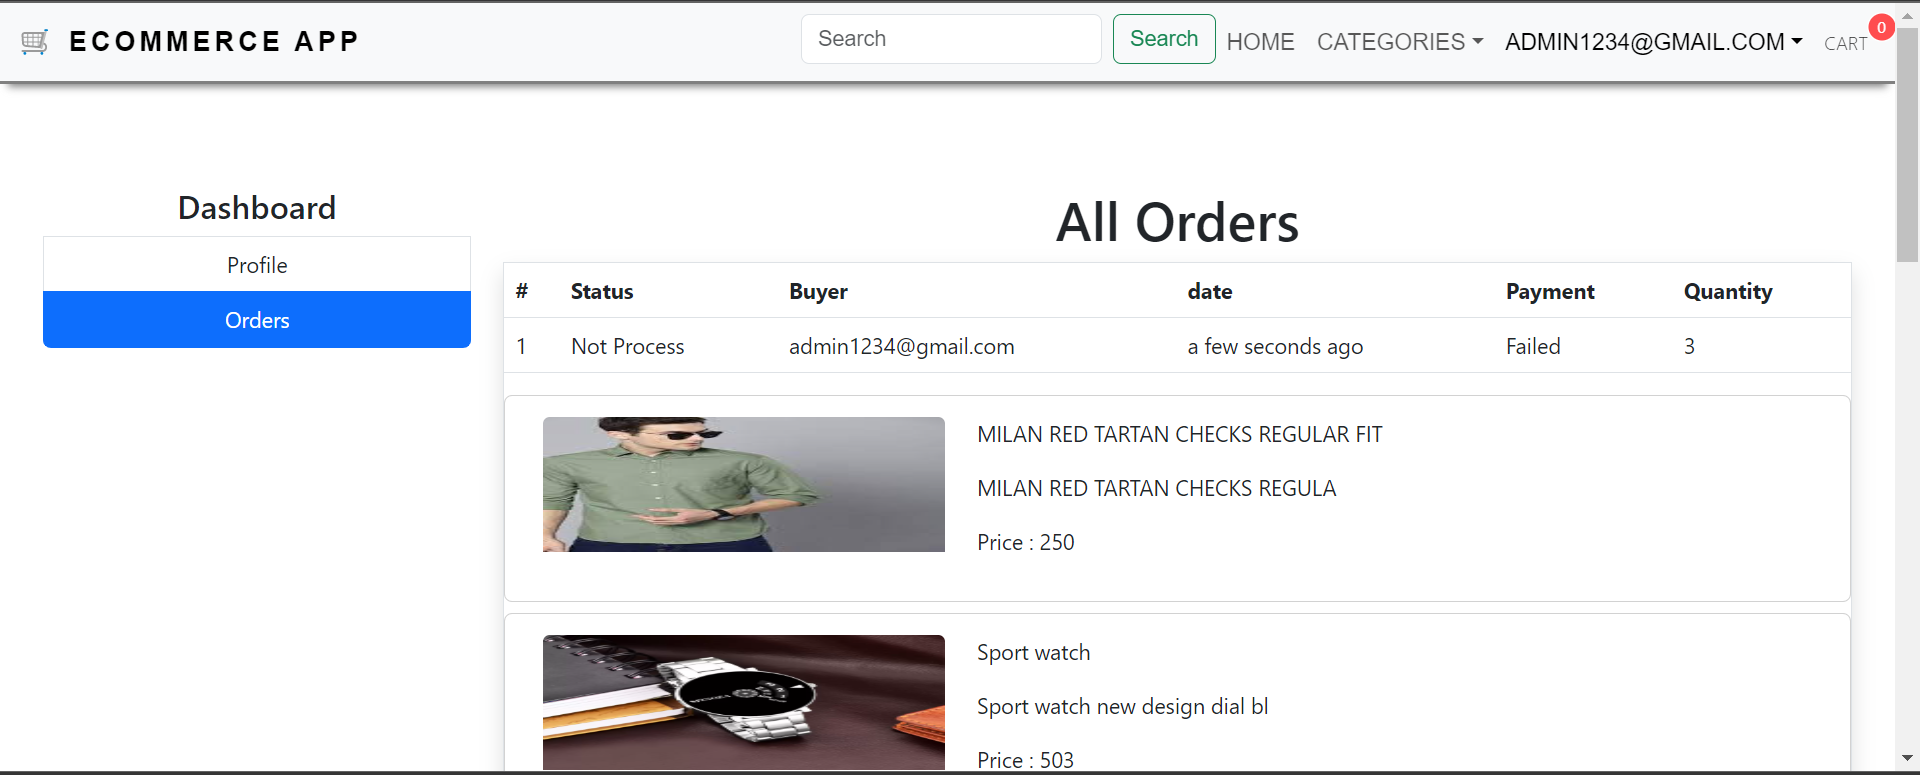 ECOMMERCE APP
Search
Search
HOME
CATEGORIES
ADMIN1234@GMAIL.COM
CART
0
Dashboard
Profile
Orders
All Orders
# Status Buyer date Payment Quantity
1 Not Process admin1234@gmail.com a few seconds ago Failed 3
MILAN RED TARTAN CHECKS REGULAR FIT
MILAN RED TARTAN CHECKS REGULA
Price : 250
Sport watch
Sport watch new design dial bl
Price : 503